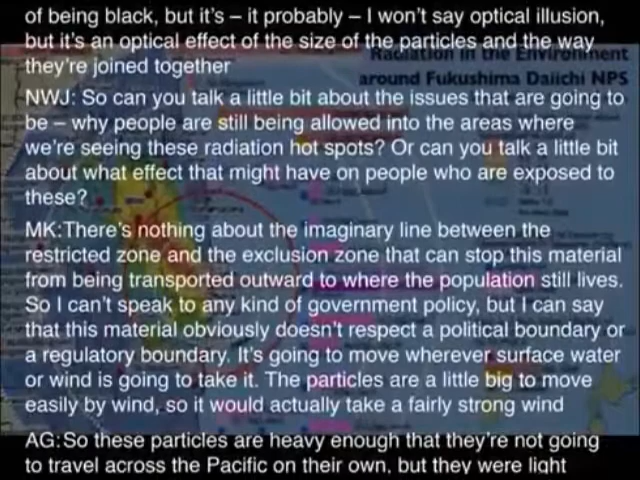 of being black, but it's – it probably – I won't say optical illusion,
but it's an optical effect of the size of the particles and the way
they're joined together
Radiation in the Environment
around Fukushima Daiichi NPS
NWJ: So can you talk a little bit about the issues that are going to
be – why people are still being allowed into the areas where
we're seeing these radiation hot spots? Or can you talk a little bit
about what effect that might have on people who are exposed to
these?
MK:There's nothing about the imaginary line between the
restricted zone and the exclusion zone that can stop this material
from being transported outward to where the population still lives.
So I can't speak to any kind of government policy, but I can say
that this material obviously doesn't respect a political boundary or
a regulatory boundary. It's going to move wherever surface water
or wind is going to take it. The particles are a little big to move
easily by wind, so it would actually take a fairly strong wind
AG:So these particles are heavy enough that they're not going
to travel across the Pacific on their own, but they were light